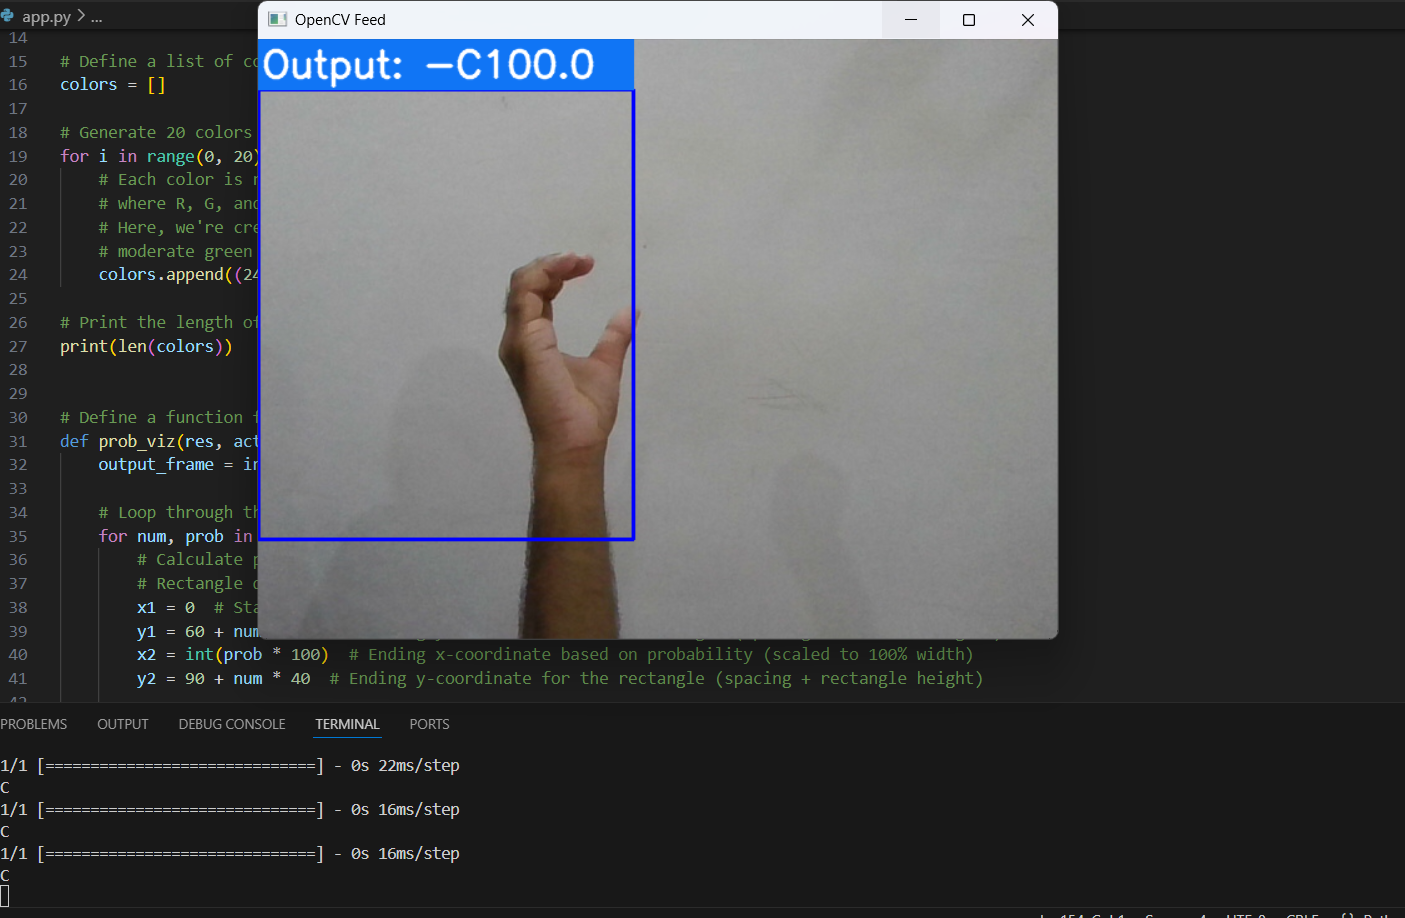 app.py > ...
OpenCV Feed
Output: -C100.0
14
15 # Define a list of
16 colors = []
17
18 # Generate 20 colors
19 for i in range(0, 20)
20 # Each color is
21 # where R, G, and
22 # Here, we're
23 # moderate green
24 colors.append((24
25
26 # Print the length of
27 print(len(colors))
28
29
30 # Define a function
31 def prob_viz(res,
32 output_frame =
33
34 # Loop through
35 for num, prob in
36 # Calculate
37 # Rectangle
38 x1 = 0 #
39 y1 = 60 + num
40 x2 = int(prob * 100) # Ending x-coordinate based on probability (scaled to 100% width)
41 y2 = 90 + num * 40 # Ending y-coordinate for the rectangle (spacing + rectangle height)
PROBLEMS OUTPUT DEBUG CONSOLE TERMINAL PORTS
1/1 [==============================] - 0s 22ms/step
C
1/1 [==============================] - 0s 16ms/step
C
1/1 [==============================] - 0s 16ms/step
C